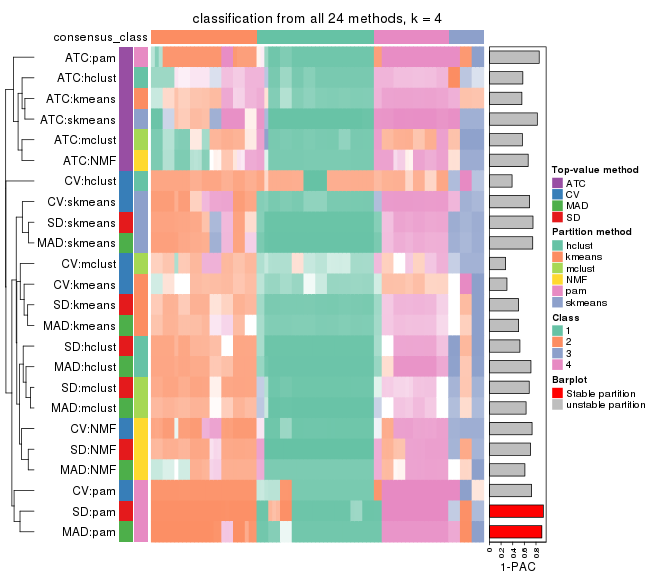 classification from all 24 methods, k = 4
consensus_class
ATC:pam
ATC:hclust
ATC:kmeans
ATC:skmeans
ATC:mclust
ATC:NMF
CV:hclust
CV:skmeans
SD:skmeans
MAD:skmeans
CV:mclust
CV:kmeans
SD:kmeans
MAD:kmeans
SD:hclust
MAD:hclust
SD:mclust
MAD:mclust
CV:NMF
SD:NMF
MAD:NMF
CV:pam
SD:pam
MAD:pam
0 0.2 0.4 0.6 0.8
1-PAC
Top-value method
ATC
CV
MAD
SD
Partition method
hclust
kmeans
mclust
NMF
pam
skmeans
Class
1
2
3
4
Barplot
Stable partition
unstable partition